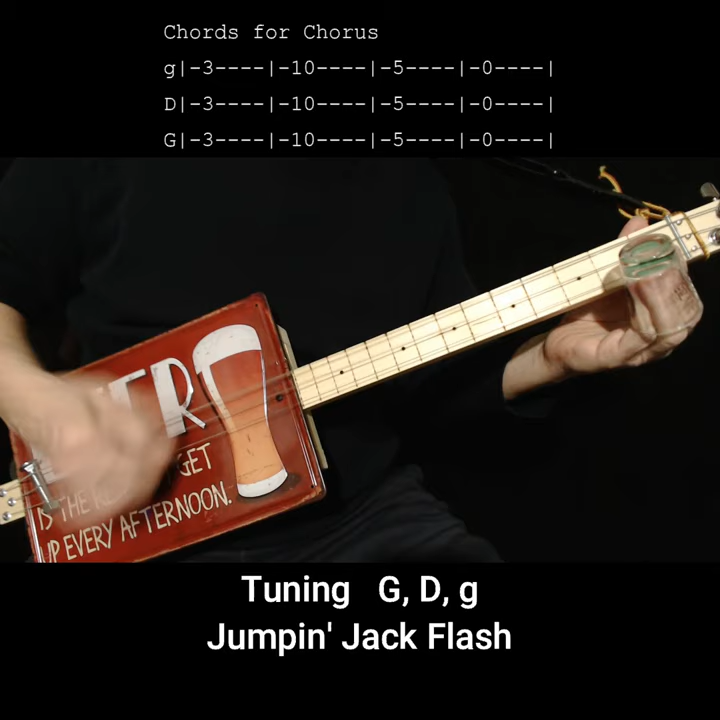 Chords for Chorus
g|-3----|-10----|-5----|-0----|
D|-3----|-10----|-5----|-0----|
G|-3----|-10----|-5----|-0----|
GET
IS THE
UP EVERY AFTERNOON.
Tuning G, D, g
Jumpin' Jack Flash